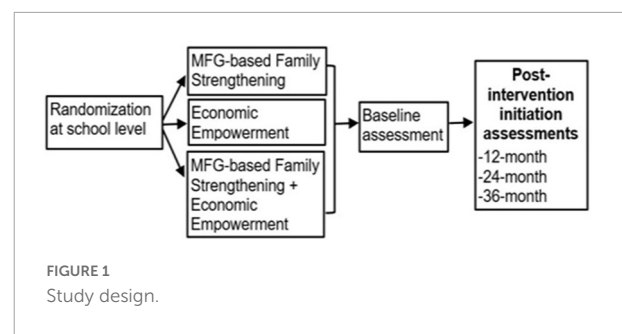 Randomization
at school level
MFG-based Family
Strengthening
Economic
Empowerment
MFG-based Family
Strengthening +
Economic
Empowerment
Baseline
assessment
Post-
intervention
initiation
assessments
-12-month
-24-month
-36-month
FIGURE 1
Study design.